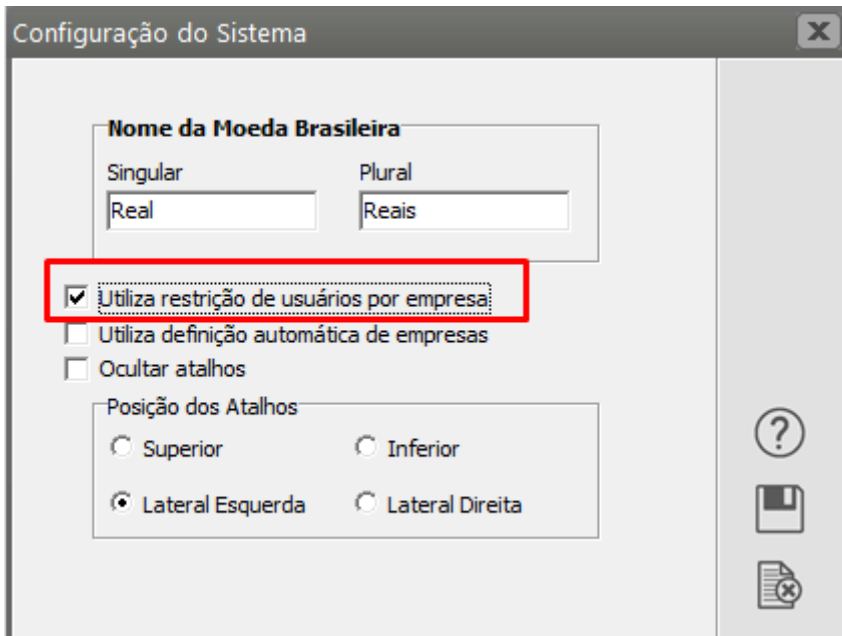 Configuração do Sistema
Nome da Moeda Brasileira
Singular Plural
Real Reais
Utiliza restrição de usuários por empresa
Utiliza definição automática de empresas
Ocultar atalhos
Posição dos Atalhos
Superior Inferior
Lateral Esquerda Lateral Direita